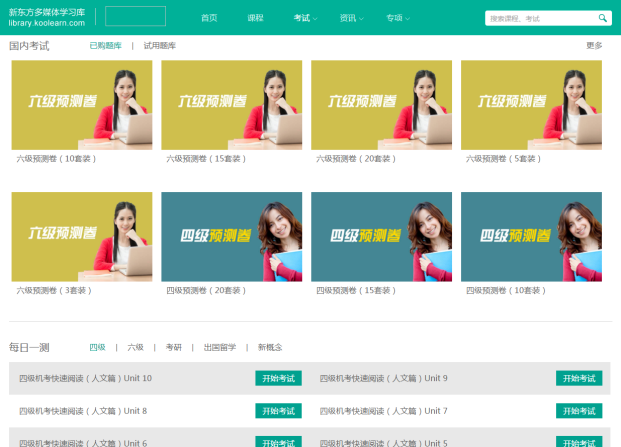 新东方多媒体学习库
library.koolearn.com
首页 课程 考试 资讯 专项
搜索课程、考试
国内考试 已购题库 | 试用题库 更多
六级预测卷 六级预测卷 六级预测卷 六级预测卷
六级预测卷（10套装） 六级预测卷（15套装） 六级预测卷（20套装） 六级预测卷（5套装）
六级预测卷 四级预测卷 四级预测卷 四级预测卷
六级预测卷（3套装） 四级预测卷（20套装） 四级预测卷（15套装） 四级预测卷（10套装）
每日一测 四级 | 六级 | 考研 | 出国留学 | 新概念
四级机考快速阅读（人文篇）Unit 10 开始考试 四级机考快速阅读（人文篇）Unit 9 开始考试
四级机考快速阅读（人文篇）Unit 8 开始考试 四级机考快速阅读（人文篇）Unit 7 开始考试
四级机考快速阅读（人文篇）Unit 6 开始考试 四级机考快速阅读（人文篇）Unit 5 开始考试